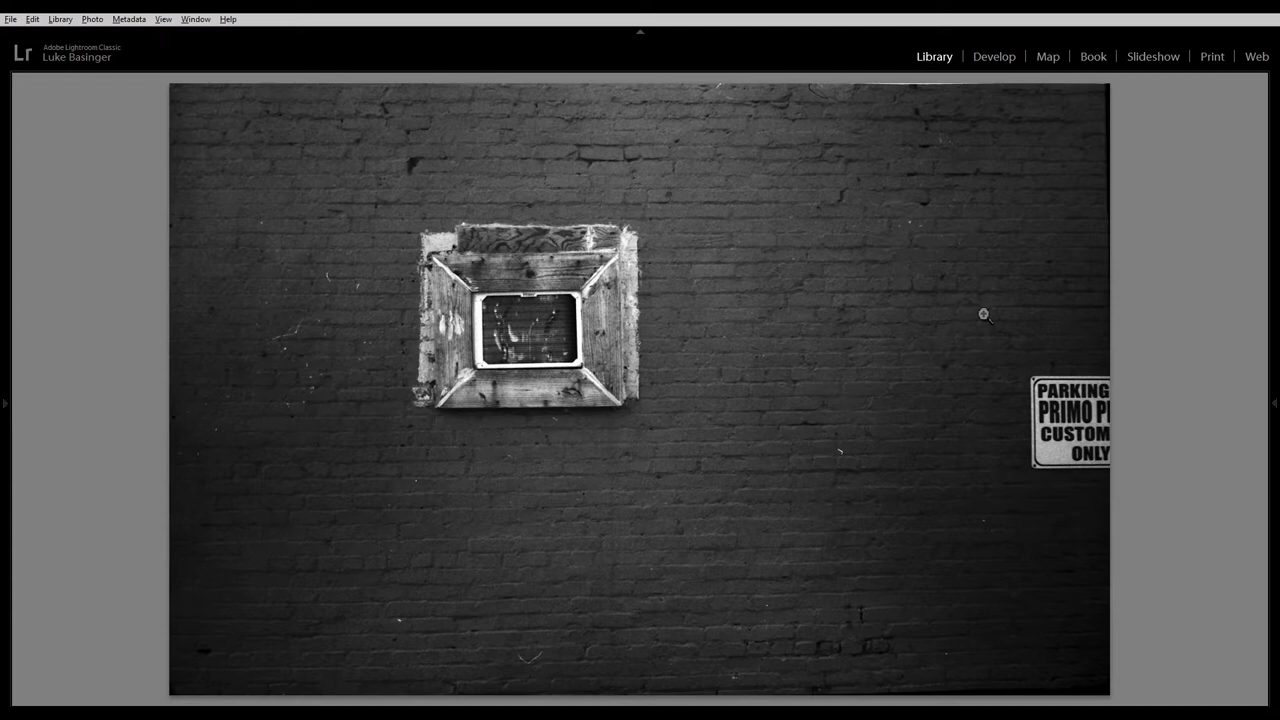 File Edit Library Photo Metadata View Window Help
Lr
Adobe Lightroom Classic
Luke Basinger
Library | Develop | Map | Book | Slideshow | Print | Web
PARKING
PRIMO
CUSTOM
ONLY